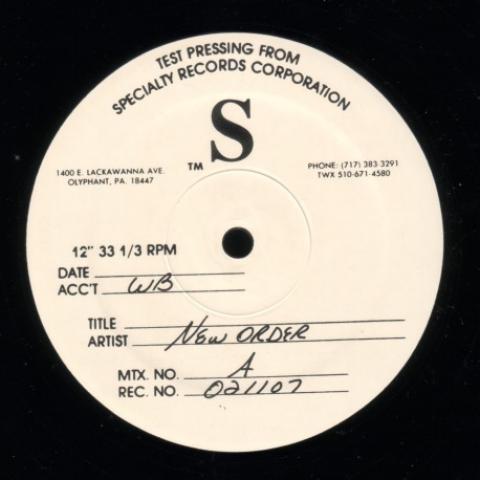 TEST PRESSING FROM
SPECIALTY RECORDS CORPORATION
S
TM
1400 E. LACKAWANNA AVE.
OLYPHANT, PA. 18447
PHONE: (717) 383-3291
TWX 510-671-4580
12" 33 1/3 RPM
DATE
ACC'T WB
TITLE
ARTIST NEW ORDER
MTX. NO. A
REC. NO. 021107